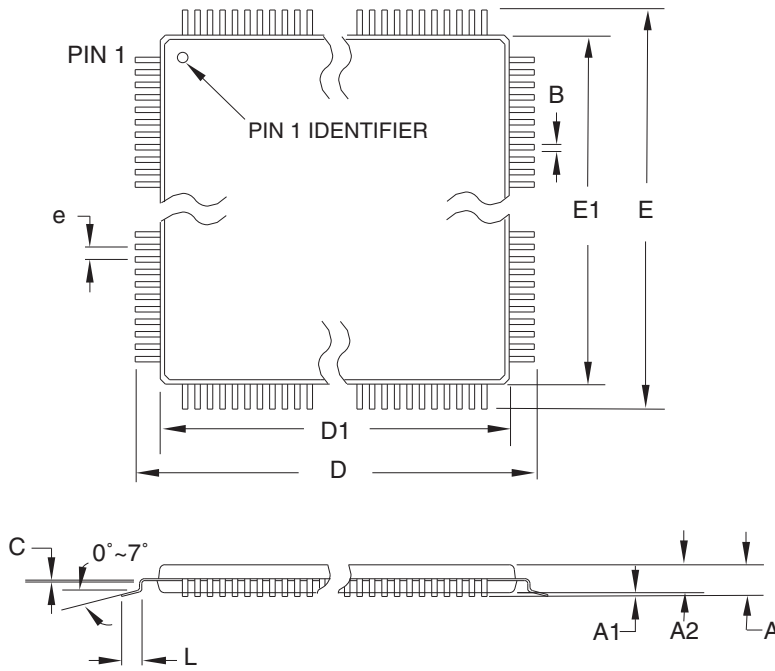 PIN 1
PIN 1 IDENTIFIER
B
e
E1
E
D1
D
C
0°~7°
L
A1
A2
A